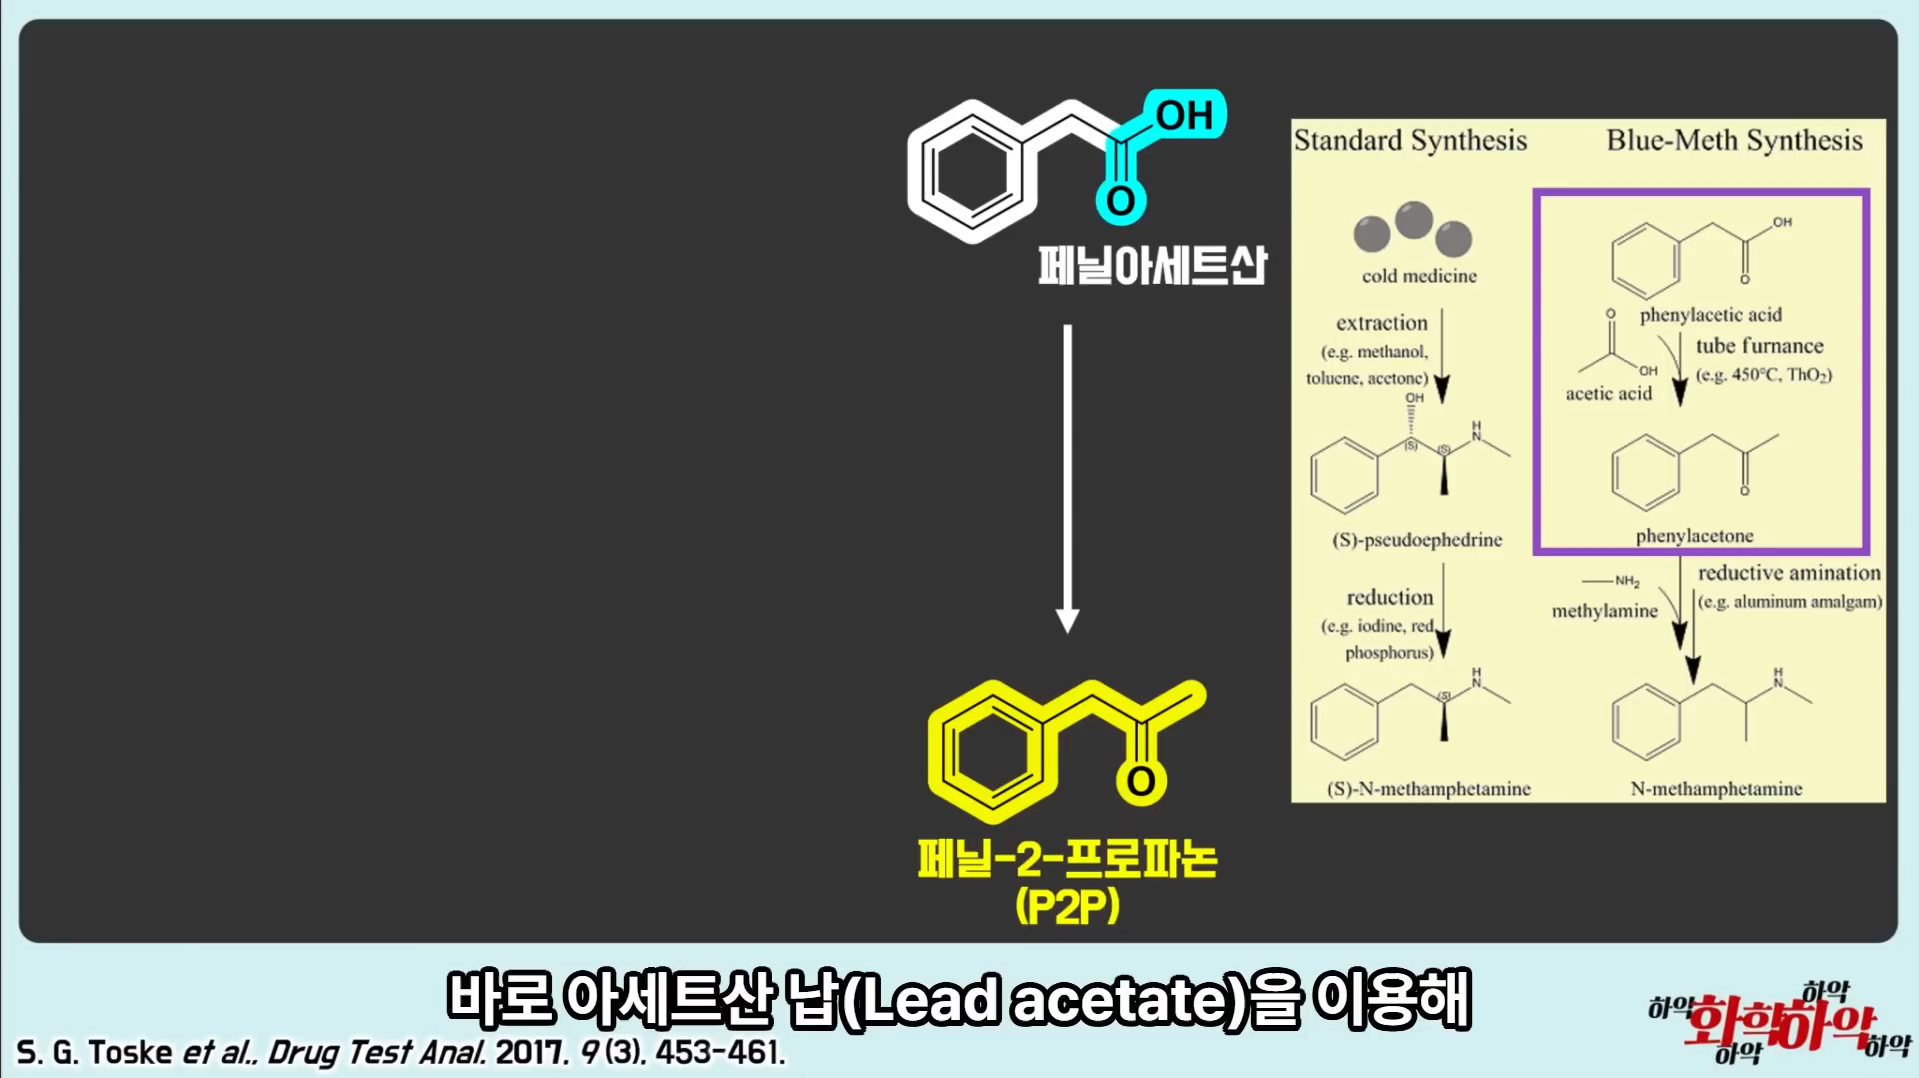 OH
O
페닐아세트산
O
페닐-2-프로파논
(P2P)
Standard Synthesis
cold medicine
extraction
(e.g. methanol,
toluene, acetone)
OH
(S)
(S)
H
N
(S)-pseudoephedrine
reduction
(e.g. iodine, red
phosphorus)
(S)
H
N
(S)-N-methamphetamine
Blue-Meth Synthesis
OH
O
phenylacetic acid
O
OH
acetic acid
tube furnance
(e.g. 450°C, ThO₂)
O
phenylacetone
NH₂
methylamine
reductive amination
(e.g. aluminum amalgam)
H
N
N-methamphetamine
바로 아세트산 납(Lead acetate)을 이용해
S. G. Toske et al., Drug Test Anal. 2017, 9 (3), 453-461.
하악
화학하악
하악
하악
하악